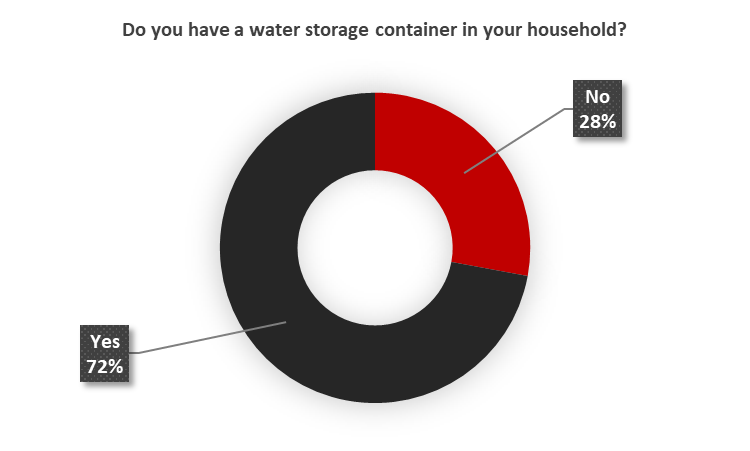 Do you have a water storage container in your household?
No
28%
Yes
72%